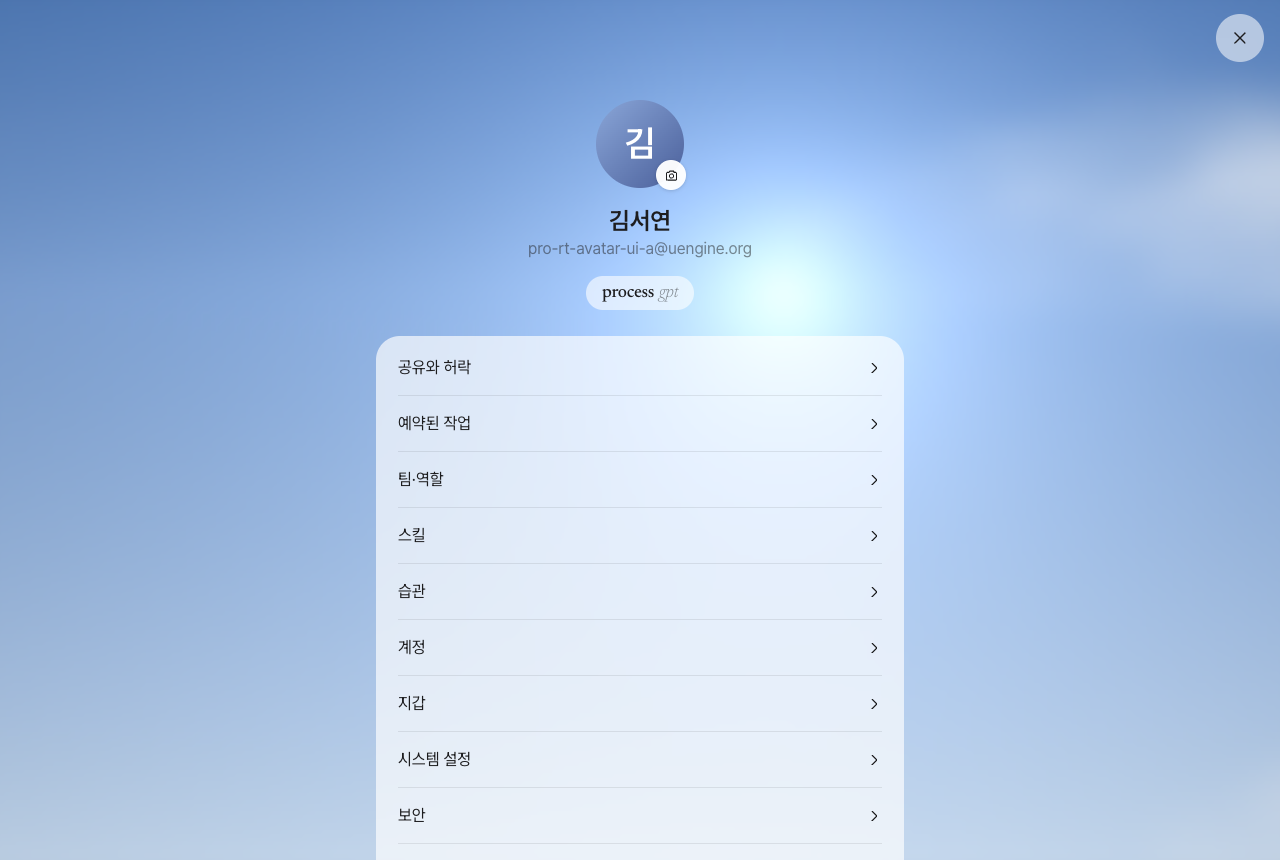 김
김서연
pro-rt-avatar-ui-a@uengine.org
process gpt
공유와 허락
예약된 작업
팀·역할
스킬
습관
계정
지갑
시스템 설정
보안